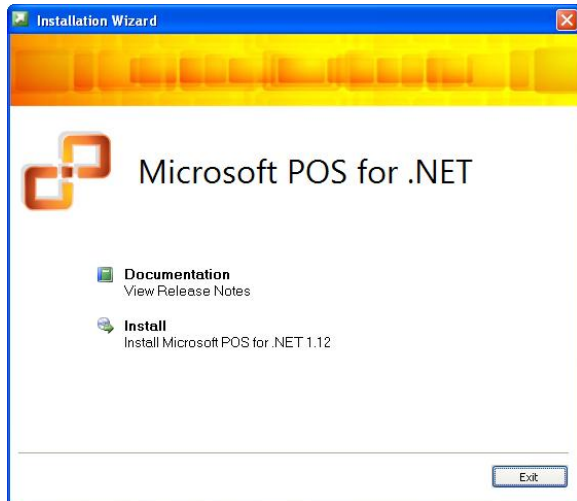 Installation Wizard
Microsoft POS for .NET
Documentation
View Release Notes
Install
Install Microsoft POS for .NET 1.12
Exit